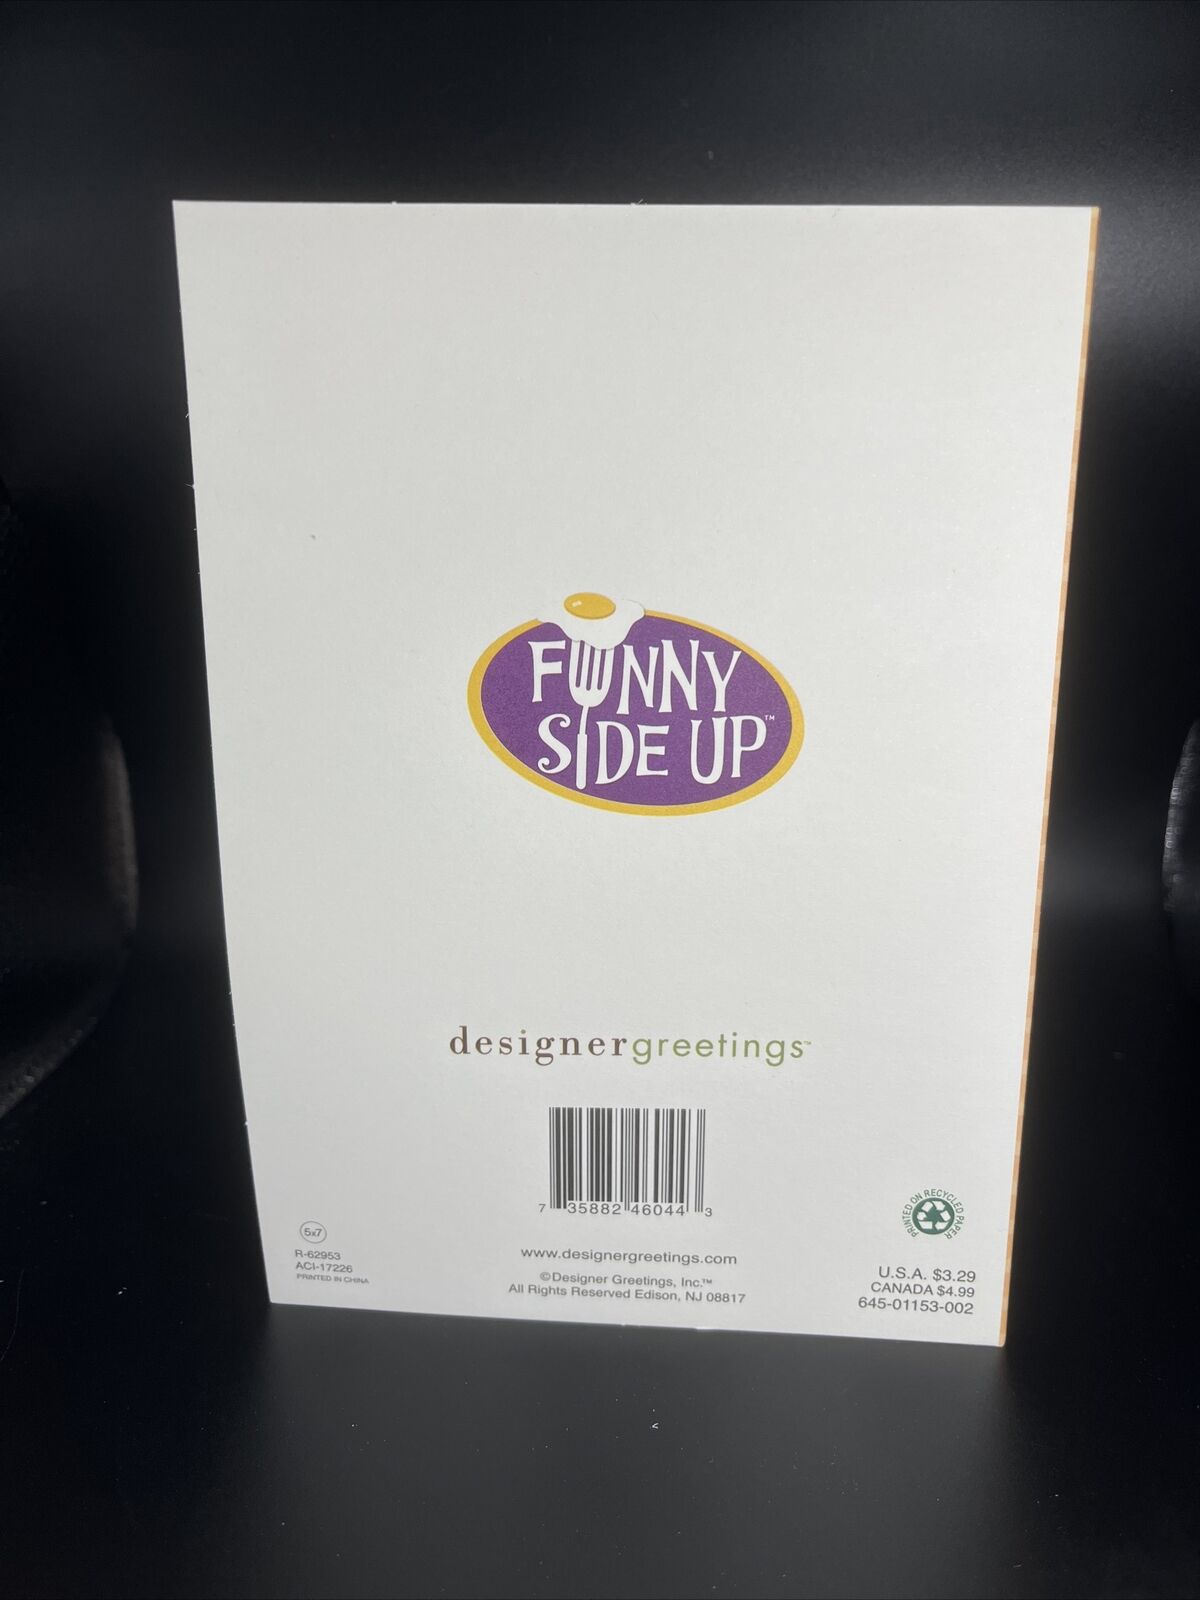 FUNNY
SIDE UP™
designergreetings™
7 35882 46044 3
PRINTED ON RECYCLED PAPER
5x7
R-62953
ACI-17226
PRINTED IN CHINA
www.designergreetings.com
©Designer Greetings, Inc.™
All Rights Reserved Edison, NJ 08817
U.S.A. $3.29
CANADA $4.99
645-01153-002